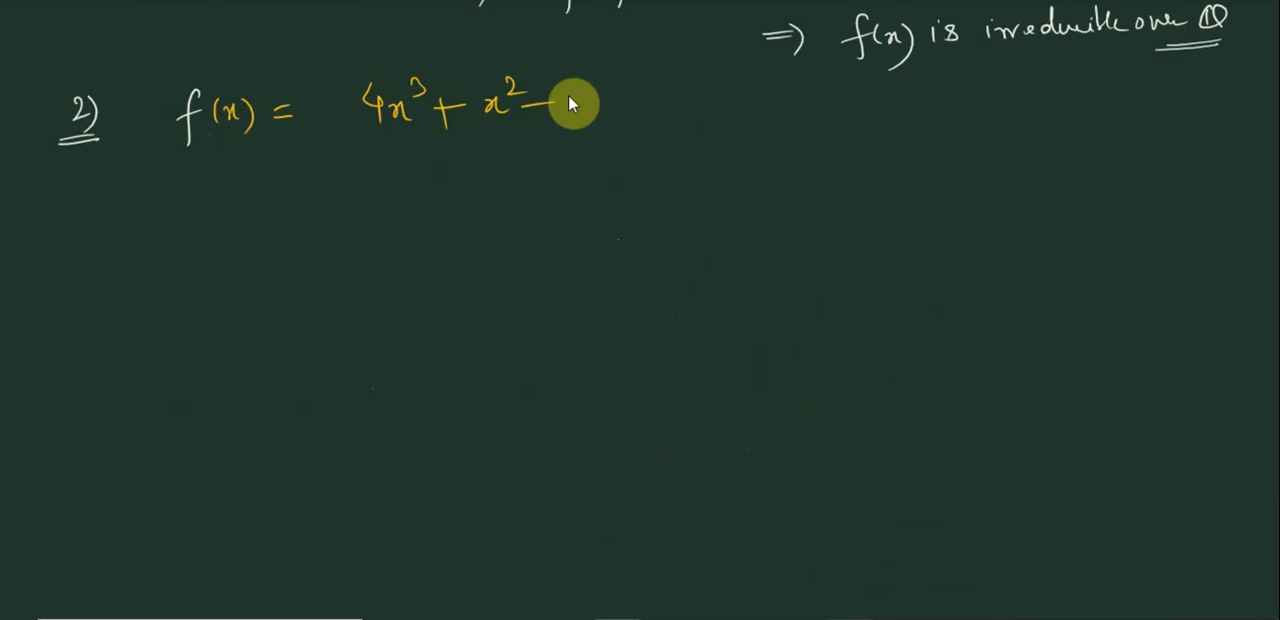 => f(x) is irreducible over ℚ
2) f(x) = 4x³ + x² –